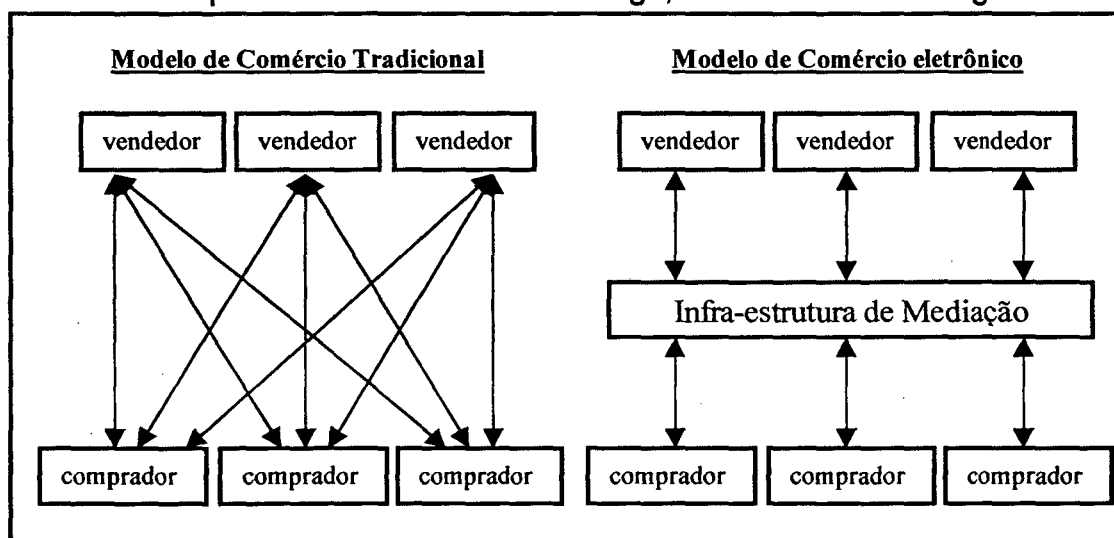 Modelo de Comércio Tradicional
vendedor vendedor vendedor
comprador comprador comprador
Modelo de Comércio eletrônico
vendedor vendedor vendedor
Infra-estrutura de Mediação
comprador comprador comprador